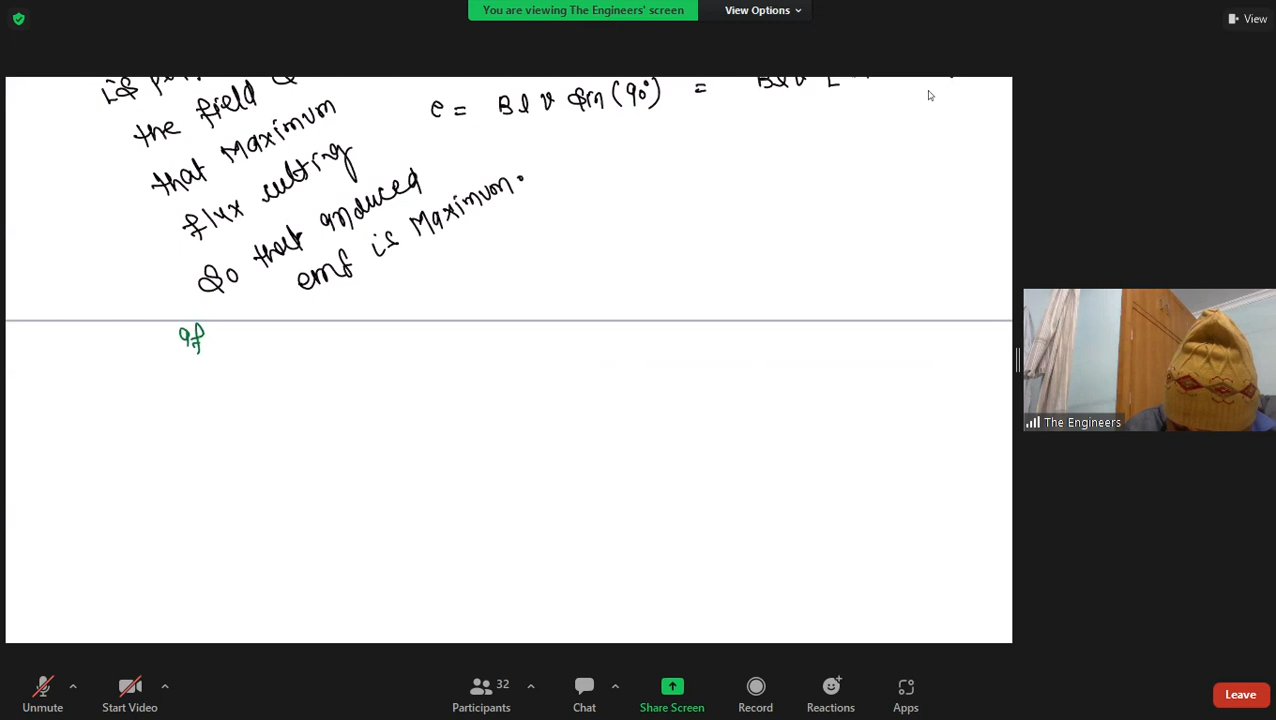 You are viewing The Engineers' screen
View Options
View
is
the field
that Maximum
flux cutting
So that induced
emf is Maximum.
e = Blv Sin (90°) =
If
The Engineers
Unmute
Start Video
32
Participants
Chat
Share Screen
Record
Reactions
Apps
Leave